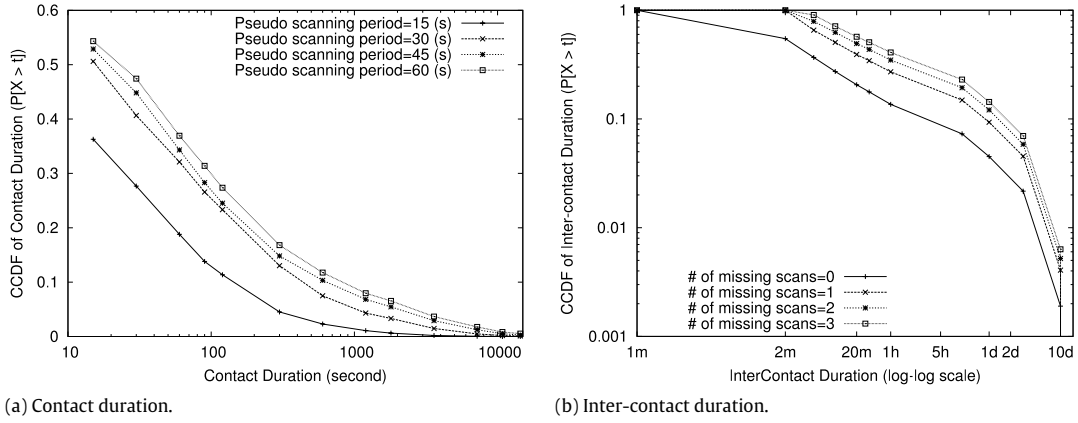 CCDF of Contact Duration (P[X > t])
0.6
0.5
0.4
0.3
0.2
0.1
0
Pseudo scanning period=15 (s)
Pseudo scanning period=30 (s)
Pseudo scanning period=45 (s)
Pseudo scanning period=60 (s)
10 100 1000 10000
Contact Duration (second)
(a) Contact duration.
CCDF of Inter-contact Duration (P[X > t])
1
0.1
0.01
0.001
# of missing scans=0
# of missing scans=1
# of missing scans=2
# of missing scans=3
1m 2m 20m 1h 5h 1d 2d 10d
InterContact Duration (log-log scale)
(b) Inter-contact duration.